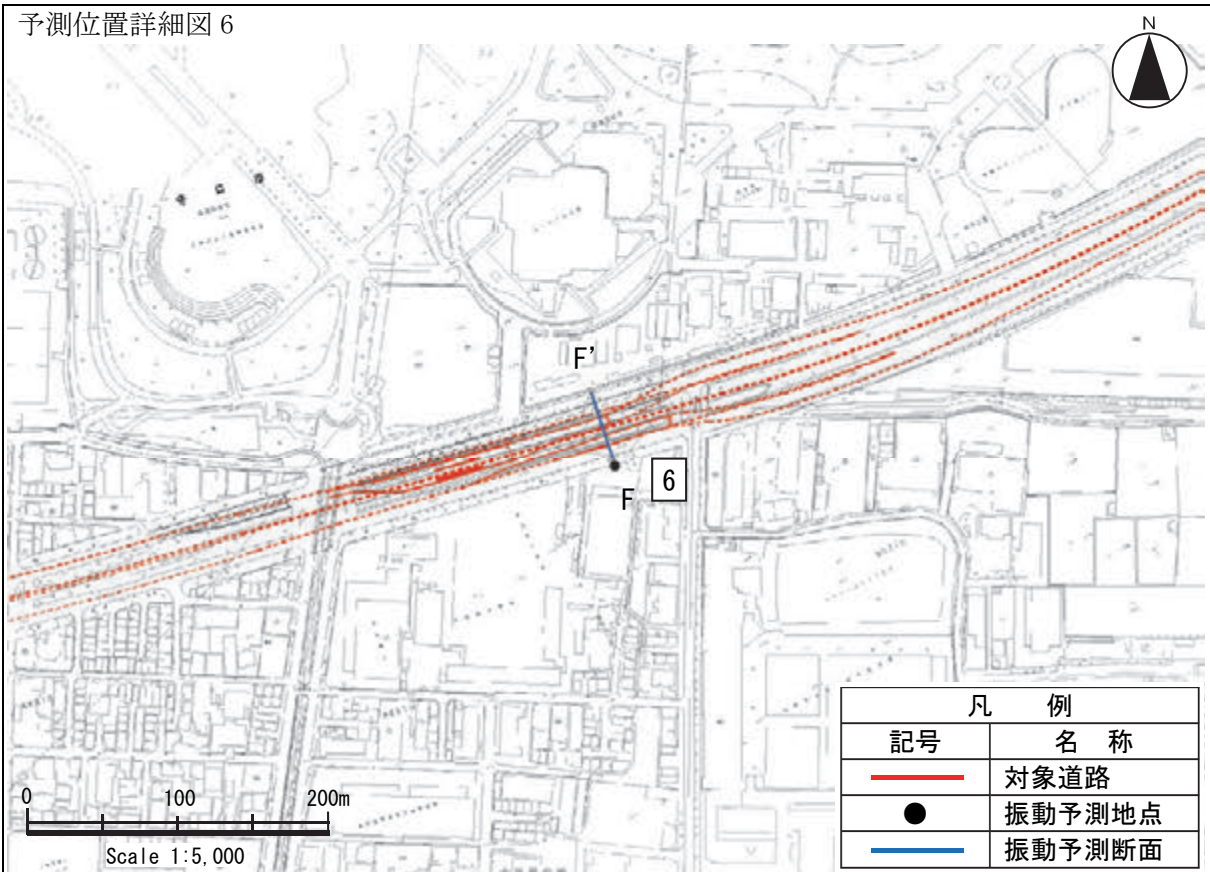 予測位置詳細図 6
N
F'
F
6
凡 例
記号 名 称
対象道路
振動予測地点
振動予測断面
0 100 200m
Scale 1:5,000